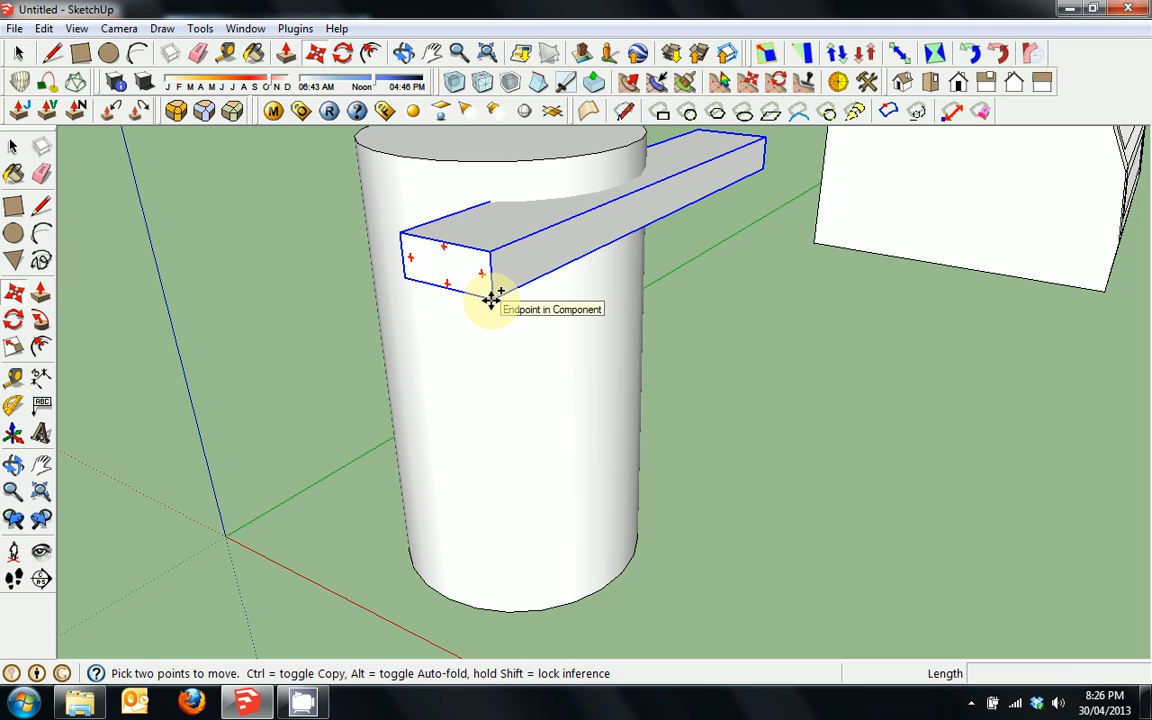 Untitled - SketchUp
File Edit View Camera Draw Tools Window Plugins Help
J F M A M J J A S O N D 06:43 AM Noon 04:46 PM
J V N M O R ? F
Endpoint in Component
ABC
Pick two points to move. Ctrl = toggle Copy, Alt = toggle Auto-fold, hold Shift = lock inference Length
8:26 PM
30/04/2013